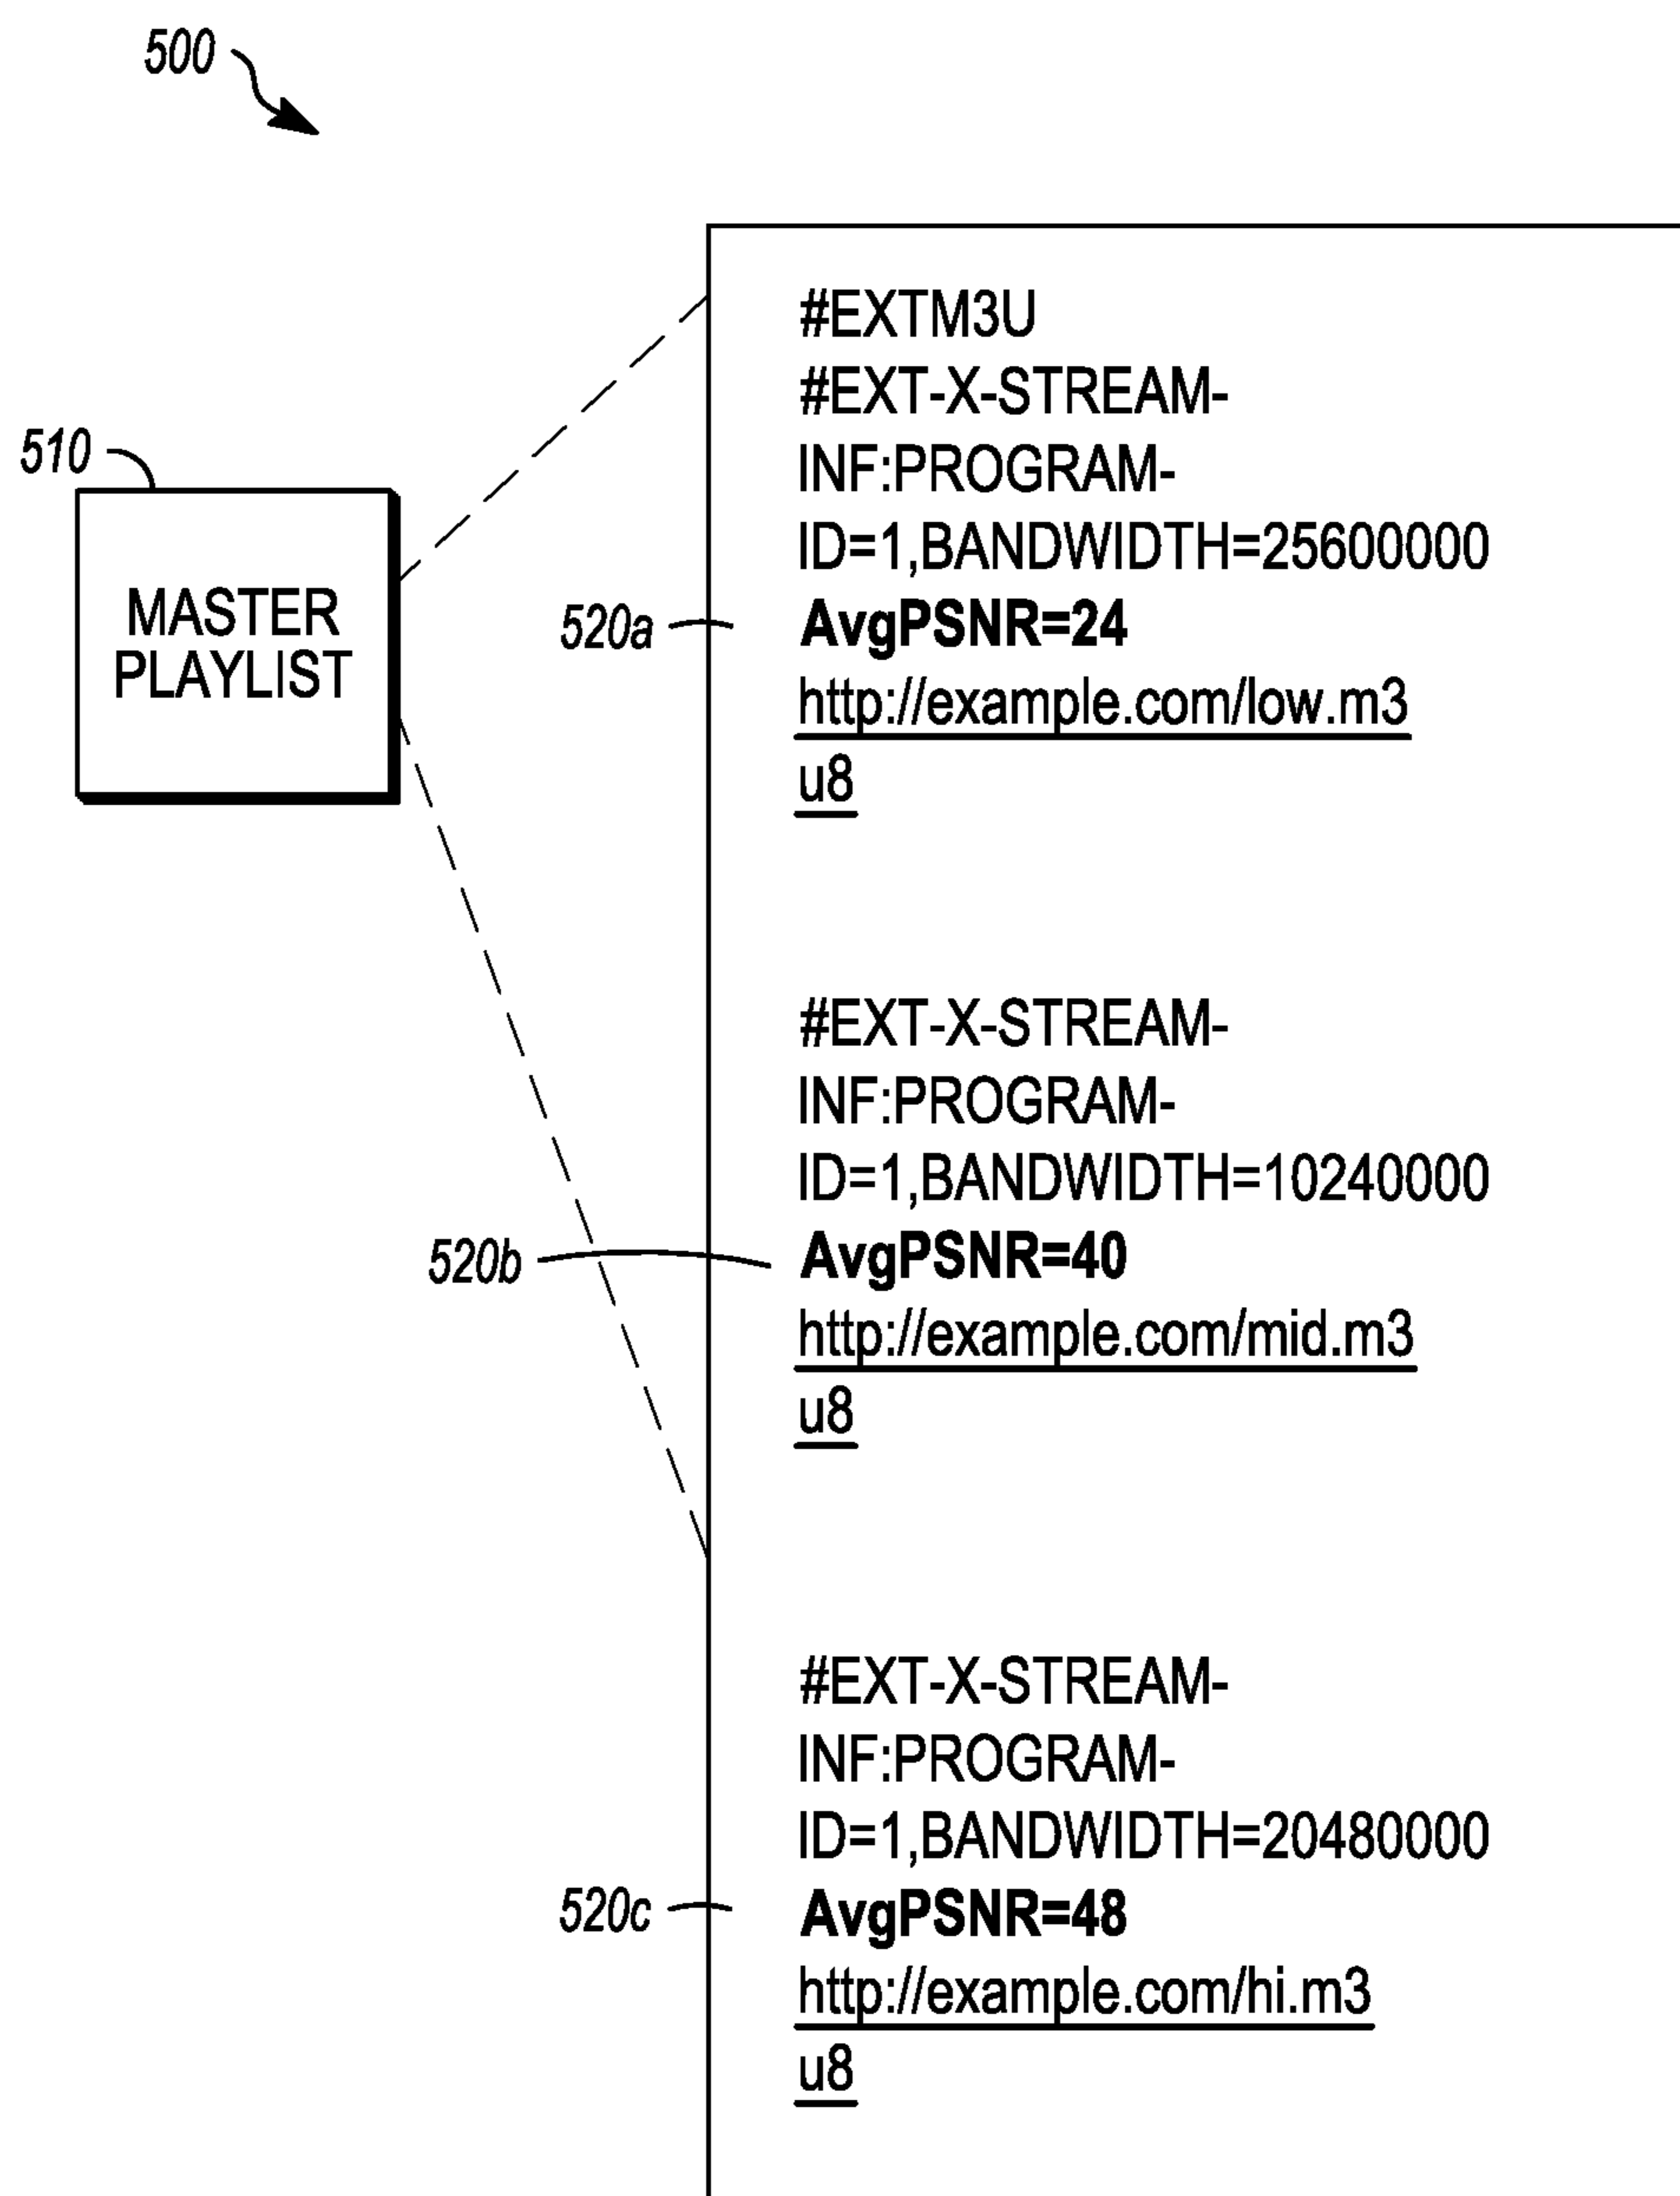 500
510
MASTER
PLAYLIST
#EXTM3U
#EXT-X-STREAM-
INF:PROGRAM-
ID=1,BANDWIDTH=25600000
520a
AvgPSNR=24
http://example.com/low.m3
u8
#EXT-X-STREAM-
INF:PROGRAM-
ID=1,BANDWIDTH=10240000
520b
AvgPSNR=40
http://example.com/mid.m3
u8
#EXT-X-STREAM-
INF:PROGRAM-
ID=1,BANDWIDTH=20480000
520c
AvgPSNR=48
http://example.com/hi.m3
u8